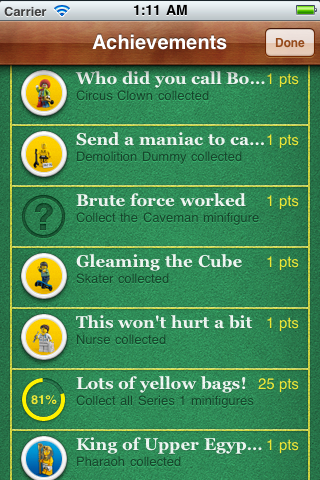 Carrier 1:11 AM
Achievements Done
Who did you call Bo... 1 pts
Circus Clown collected
Send a maniac to ca... 1 pts
Demolition Dummy collected
? Brute force worked 1 pts
Collect the Caveman minifigure
Gleaming the Cube 1 pts
Skater collected
This won't hurt a bit 1 pts
Nurse collected
Lots of yellow bags! 25 pts
81% Collect all Series 1 minifigures
King of Upper Egyp... 1 pts
Pharaoh collected